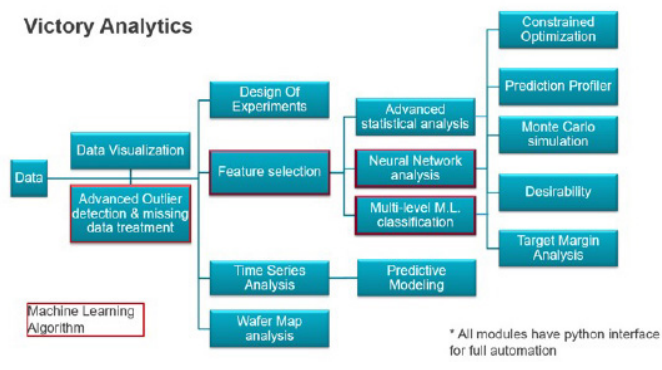 Victory Analytics
Data
Data Visualization
Advanced Outlier
detection & missing
data treatment
Design Of
Experiments
Feature selection
Time Series
Analysis
Wafer Map
analysis
Advanced
statistical analysis
Neural Network
analysis
Multi-level M.L.
classification
Predictive
Modeling
Constrained
Optimization
Prediction Profiler
Monte Carlo
simulation
Desirability
Target Margin
Analysis
Machine Learning
Algorithm
* All modules have python interface
for full automation